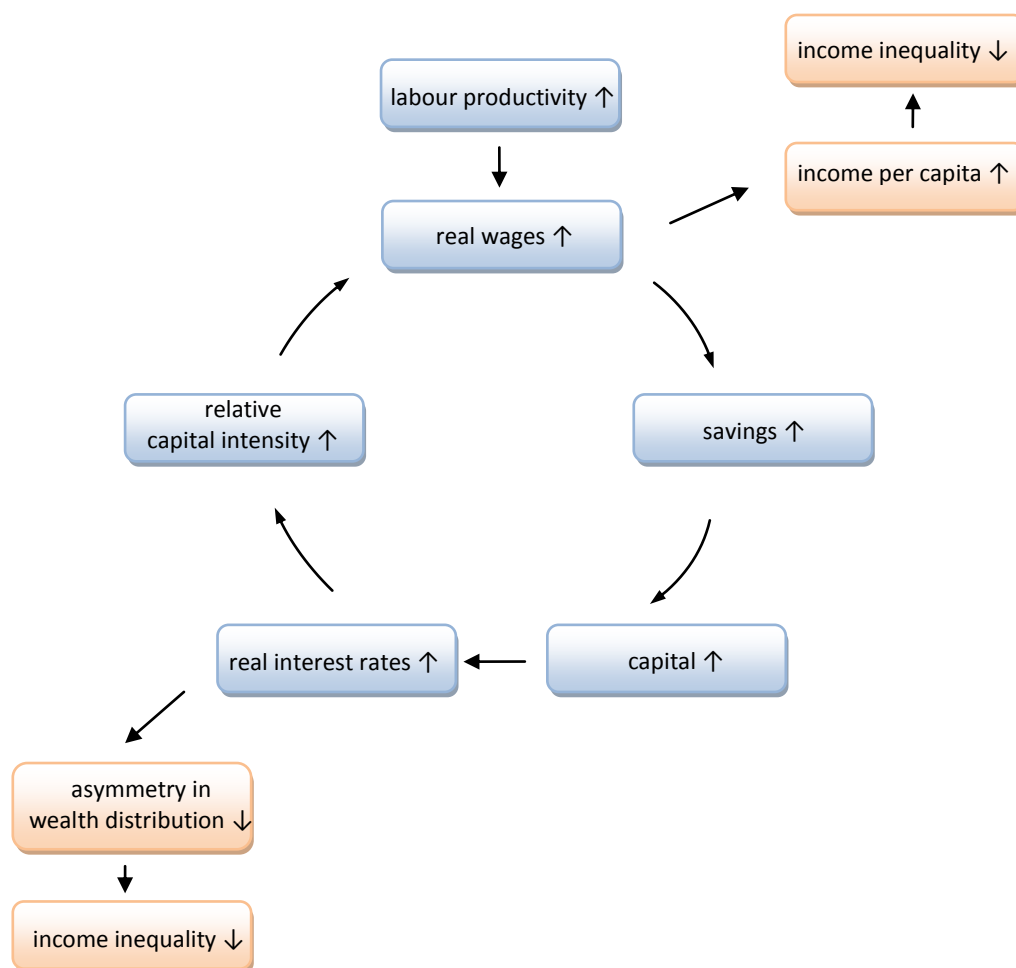 income inequality ↓
labour productivity ↑
income per capita ↑
real wages ↑
relative
capital intensity ↑
savings ↑
real interest rates ↑
capital ↑
asymmetry in
wealth distribution ↓
income inequality ↓